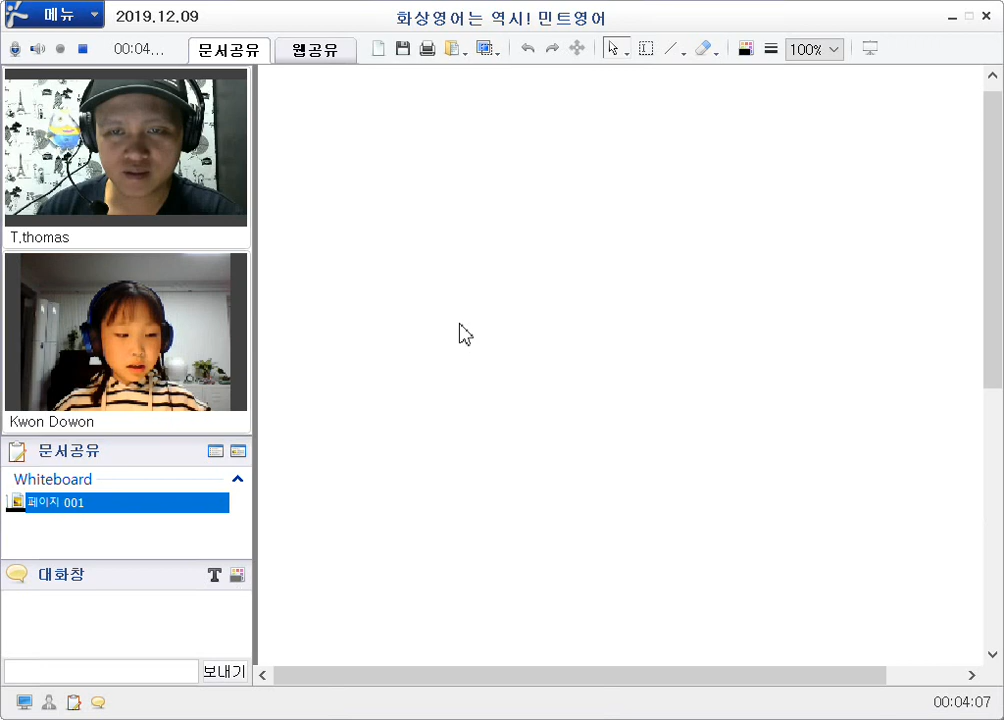 메뉴 2019.12.09 화상영어는 역시! 민트영어
00:04... 문서공유 웹공유 100%
T.thomas
Kwon Dowon
문서공유
Whiteboard
페이지 001
대화창
보내기
00:04:07